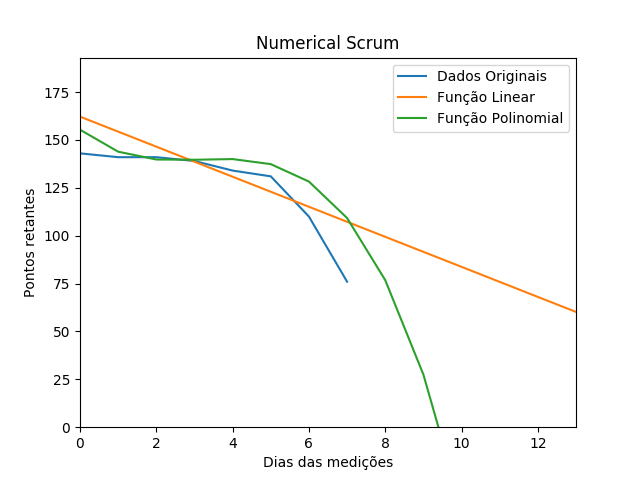 Numerical Scrum
Dados Originais
Função Linear
Função Polinomial
175
150
125
100
75
50
25
0
Pontos retantes
0 2 4 6 8 10 12
Dias das medições